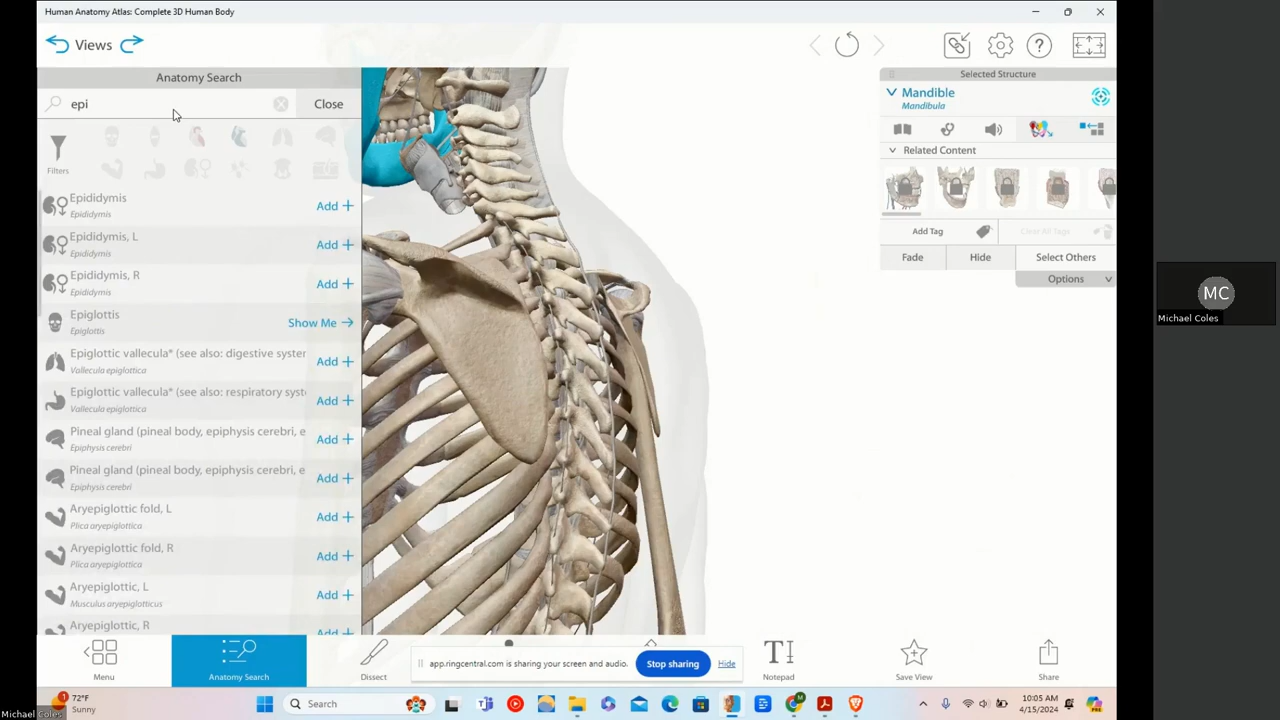 Human Anatomy Atlas: Complete 3D Human Body
Views
Anatomy Search
Selected Structure
epi
Close
Mandible
Mandibula
Filters
Related Content
Epididymis
Epididymis
Add +
Epididymis, L
Epididymis
Add +
Epididymis, R
Epididymis
Add +
Epiglottis
Epiglottis
Show Me
Epiglottic vallecula* (see also: digestive system
Vallecula epiglottica
Add +
Epiglottic vallecula* (see also: respiratory syst
Vallecula epiglottica
Add +
Pineal gland (pineal body, epiphysis cerebri, e
Epiphysis cerebri
Add +
Pineal gland (pineal body, epiphysis cerebri, e
Epiphysis cerebri
Add +
Aryepiglottic fold, L
Plica aryepiglottica
Add +
Aryepiglottic fold, R
Plica aryepiglottica
Add +
Aryepiglottic, L
Musculus aryepiglotticus
Add +
Aryepiglottic, R
Add Tag
Clear All Tags
Fade
Hide
Select Others
Options
MC
Michael Coles
Menu
Anatomy Search
Dissect
app.ringcentral.com is sharing your screen and audio.
Stop sharing
Hide
Notepad
Save View
Share
1
72°F
Sunny
Search
10:05 AM
4/15/2024
Michael Coles